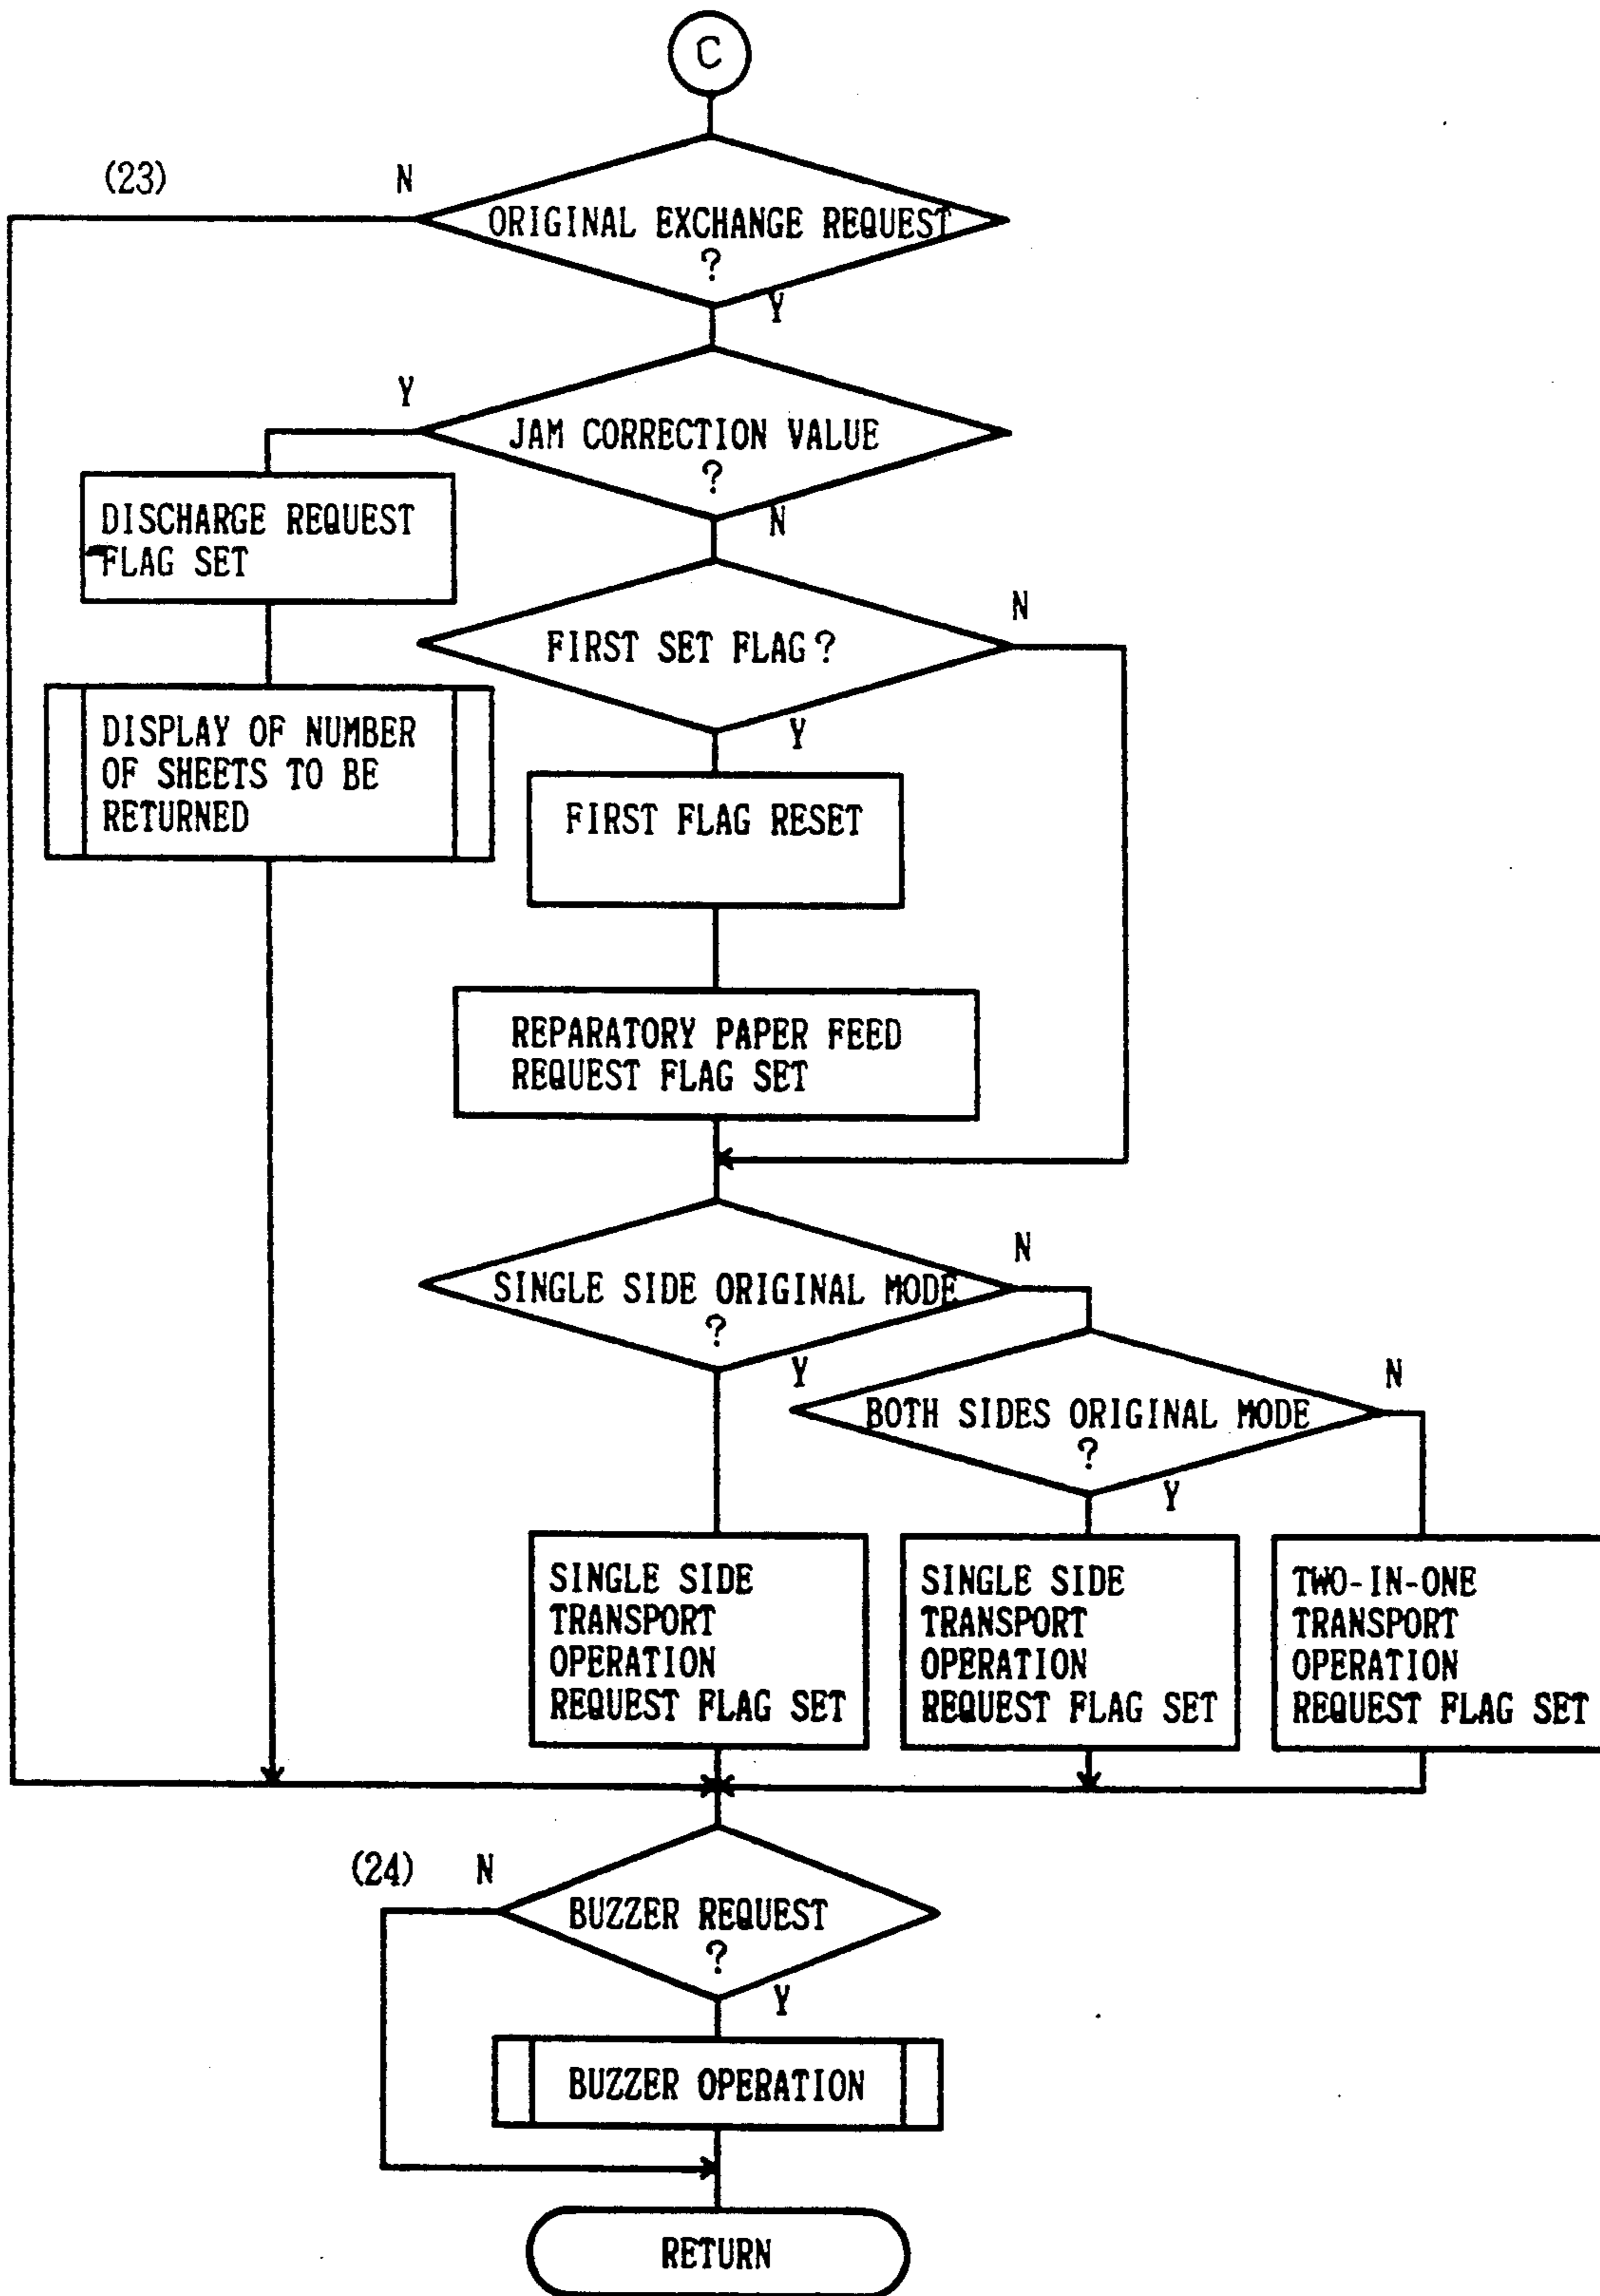 C
(23)
N
ORIGINAL EXCHANGE REQUEST
?
Y
Y
JAM CORRECTION VALUE
?
N
DISCHARGE REQUEST
FLAG SET
N
FIRST SET FLAG?
Y
DISPLAY OF NUMBER
OF SHEETS TO BE
RETURNED
FIRST FLAG RESET
REPARATORY PAPER FEED
REQUEST FLAG SET
N
SINGLE SIDE ORIGINAL MODE
?
Y
N
BOTH SIDES ORIGINAL MODE
?
Y
SINGLE SIDE
TRANSPORT
OPERATION
REQUEST FLAG SET
SINGLE SIDE
TRANSPORT
OPERATION
REQUEST FLAG SET
TWO-IN-ONE
TRANSPORT
OPERATION
REQUEST FLAG SET
(24)
N
BUZZER REQUEST
?
Y
BUZZER OPERATION
RETURN